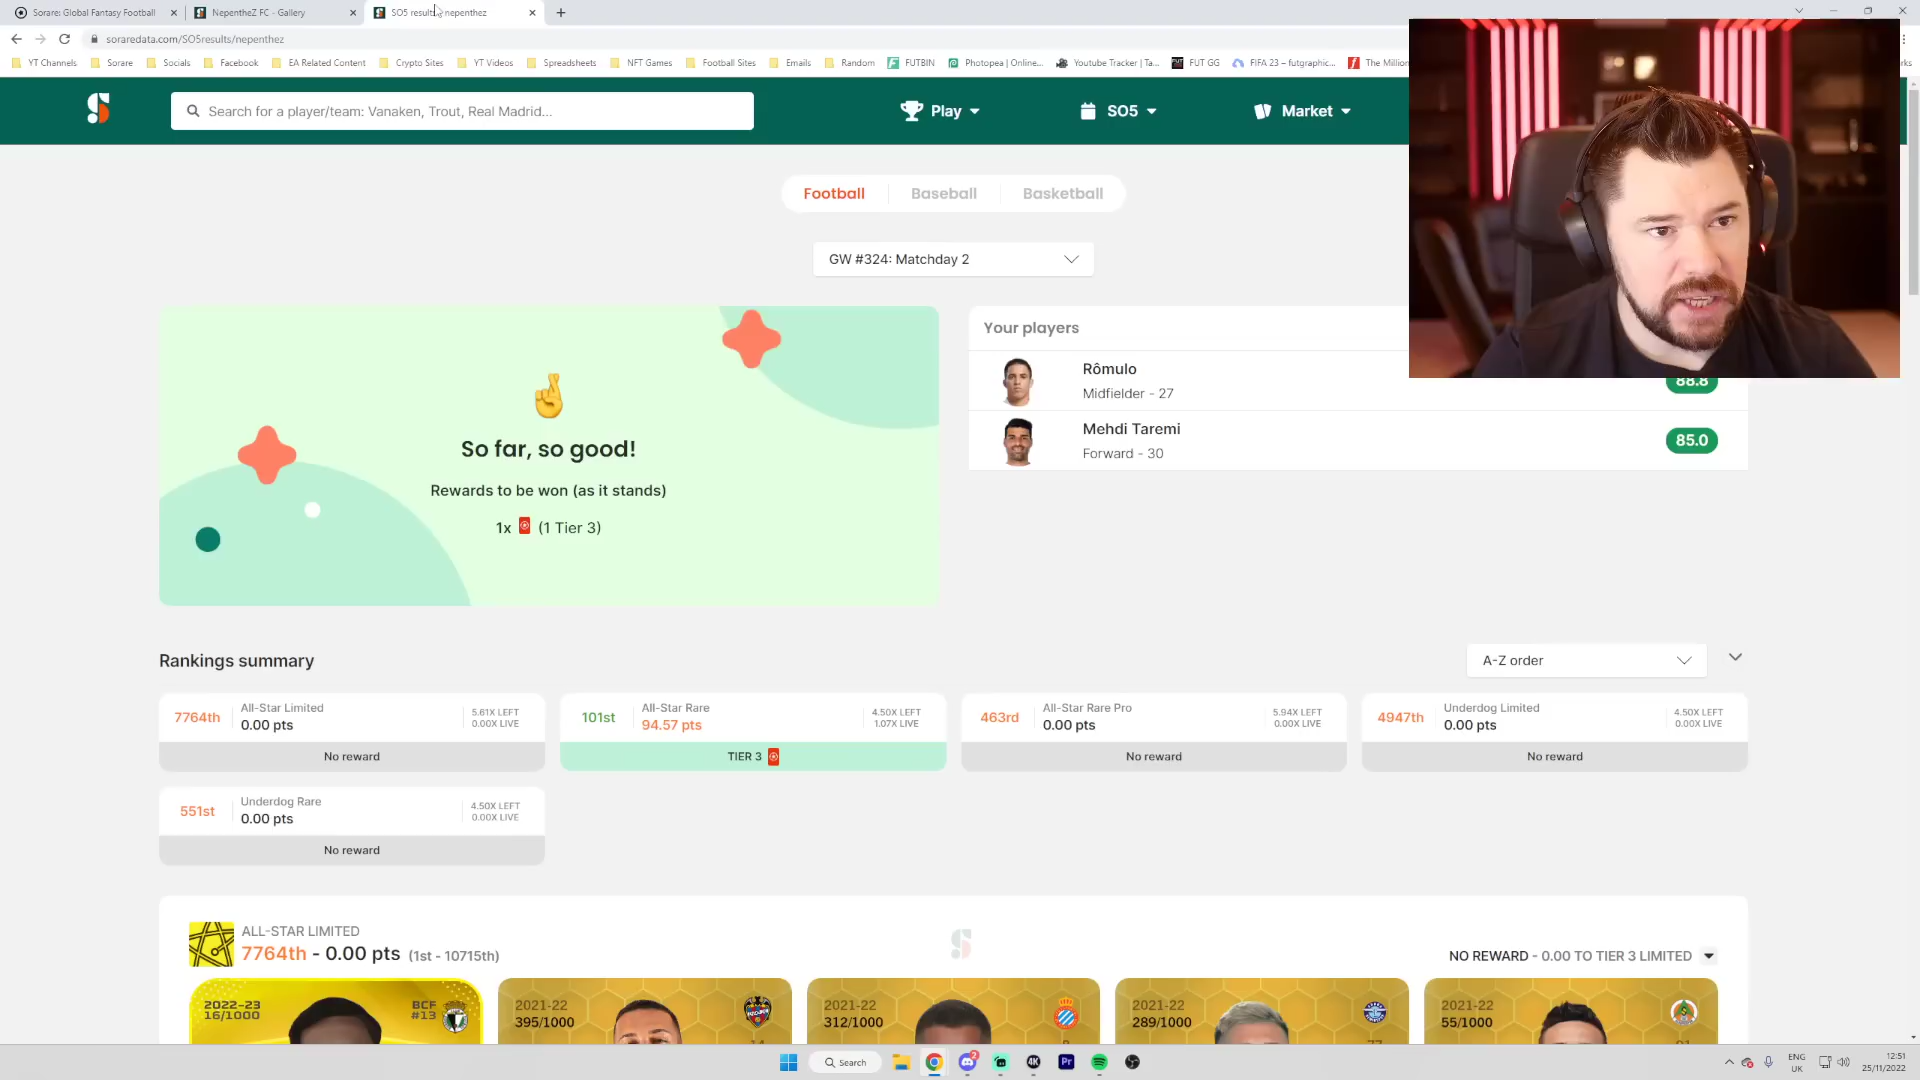 Sorare: Global Fantasy Football
NepentheZ FC - Gallery
SO5 results nepenthez
soraredata.com/SO5results/nepenthez
YT Channels
Sorare
Socials
Facebook
EA Related Content
Crypto Sites
YT Videos
Spreadsheets
NFT Games
Football Sites
Emails
Random
FUTBIN
Photopea | Online...
Youtube Tracker | Ta...
FUT GG
FIFA 23 – futgraphic...
The Million
Search for a player/team: Vanaken, Trout, Real Madrid...
Play
SO5
Market
Football
Baseball
Basketball
GW #324: Matchday 2
So far, so good!
Rewards to be won (as it stands)
1x (1 Tier 3)
Your players
Rômulo
Midfielder - 27
88.8
Mehdi Taremi
Forward - 30
85.0
Rankings summary
A-Z order
7764th
All-Star Limited
0.00 pts
5.61X LEFT
0.00X LIVE
No reward
101st
All-Star Rare
94.57 pts
4.50X LEFT
1.07X LIVE
TIER 3
463rd
All-Star Rare Pro
0.00 pts
5.94X LEFT
0.00X LIVE
No reward
4947th
Underdog Limited
0.00 pts
4.50X LEFT
0.00X LIVE
No reward
551st
Underdog Rare
0.00 pts
4.50X LEFT
0.00X LIVE
No reward
ALL-STAR LIMITED
7764th - 0.00 pts (1st - 10715th)
NO REWARD - 0.00 TO TIER 3 LIMITED
2022-23
16/1000
BCF
#13
2021-22
395/1000
2021-22
312/1000
2021-22
289/1000
2021-22
55/1000
Search
ENG
UK
12:51
25/11/2022